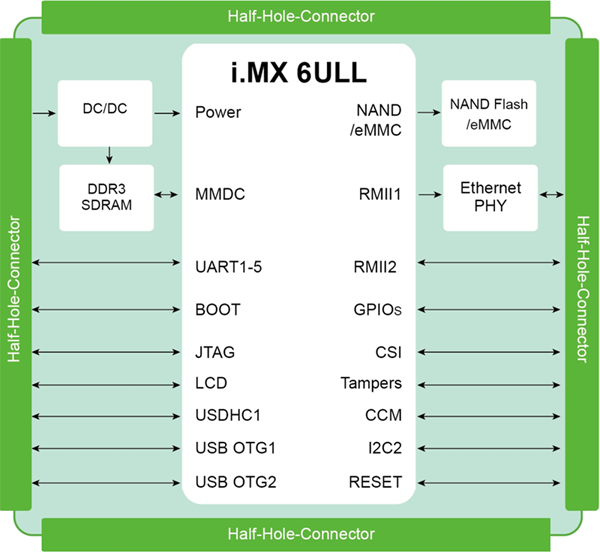 Half-Hole-Connector
i.MX 6ULL
DC/DC
Power
NAND
/eMMC
NAND Flash
/eMMC
DDR3
SDRAM
MMDC
RMII1
Ethernet
PHY
Half-Hole-Connector
Half-Hole-Connector
UART1-5
RMII2
BOOT
GPIOs
JTAG
CSI
LCD
Tampers
USDHC1
CCM
USB OTG1
I2C2
USB OTG2
RESET
Half-Hole-Connector